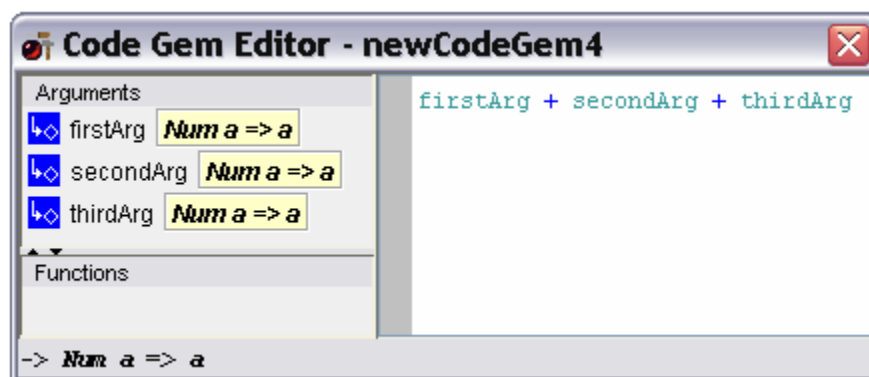 Code Gem Editor - newCodeGem4
Arguments
firstArg Num a => a
secondArg Num a => a
thirdArg Num a => a
Functions
firstArg + secondArg + thirdArg
-> Num a => a